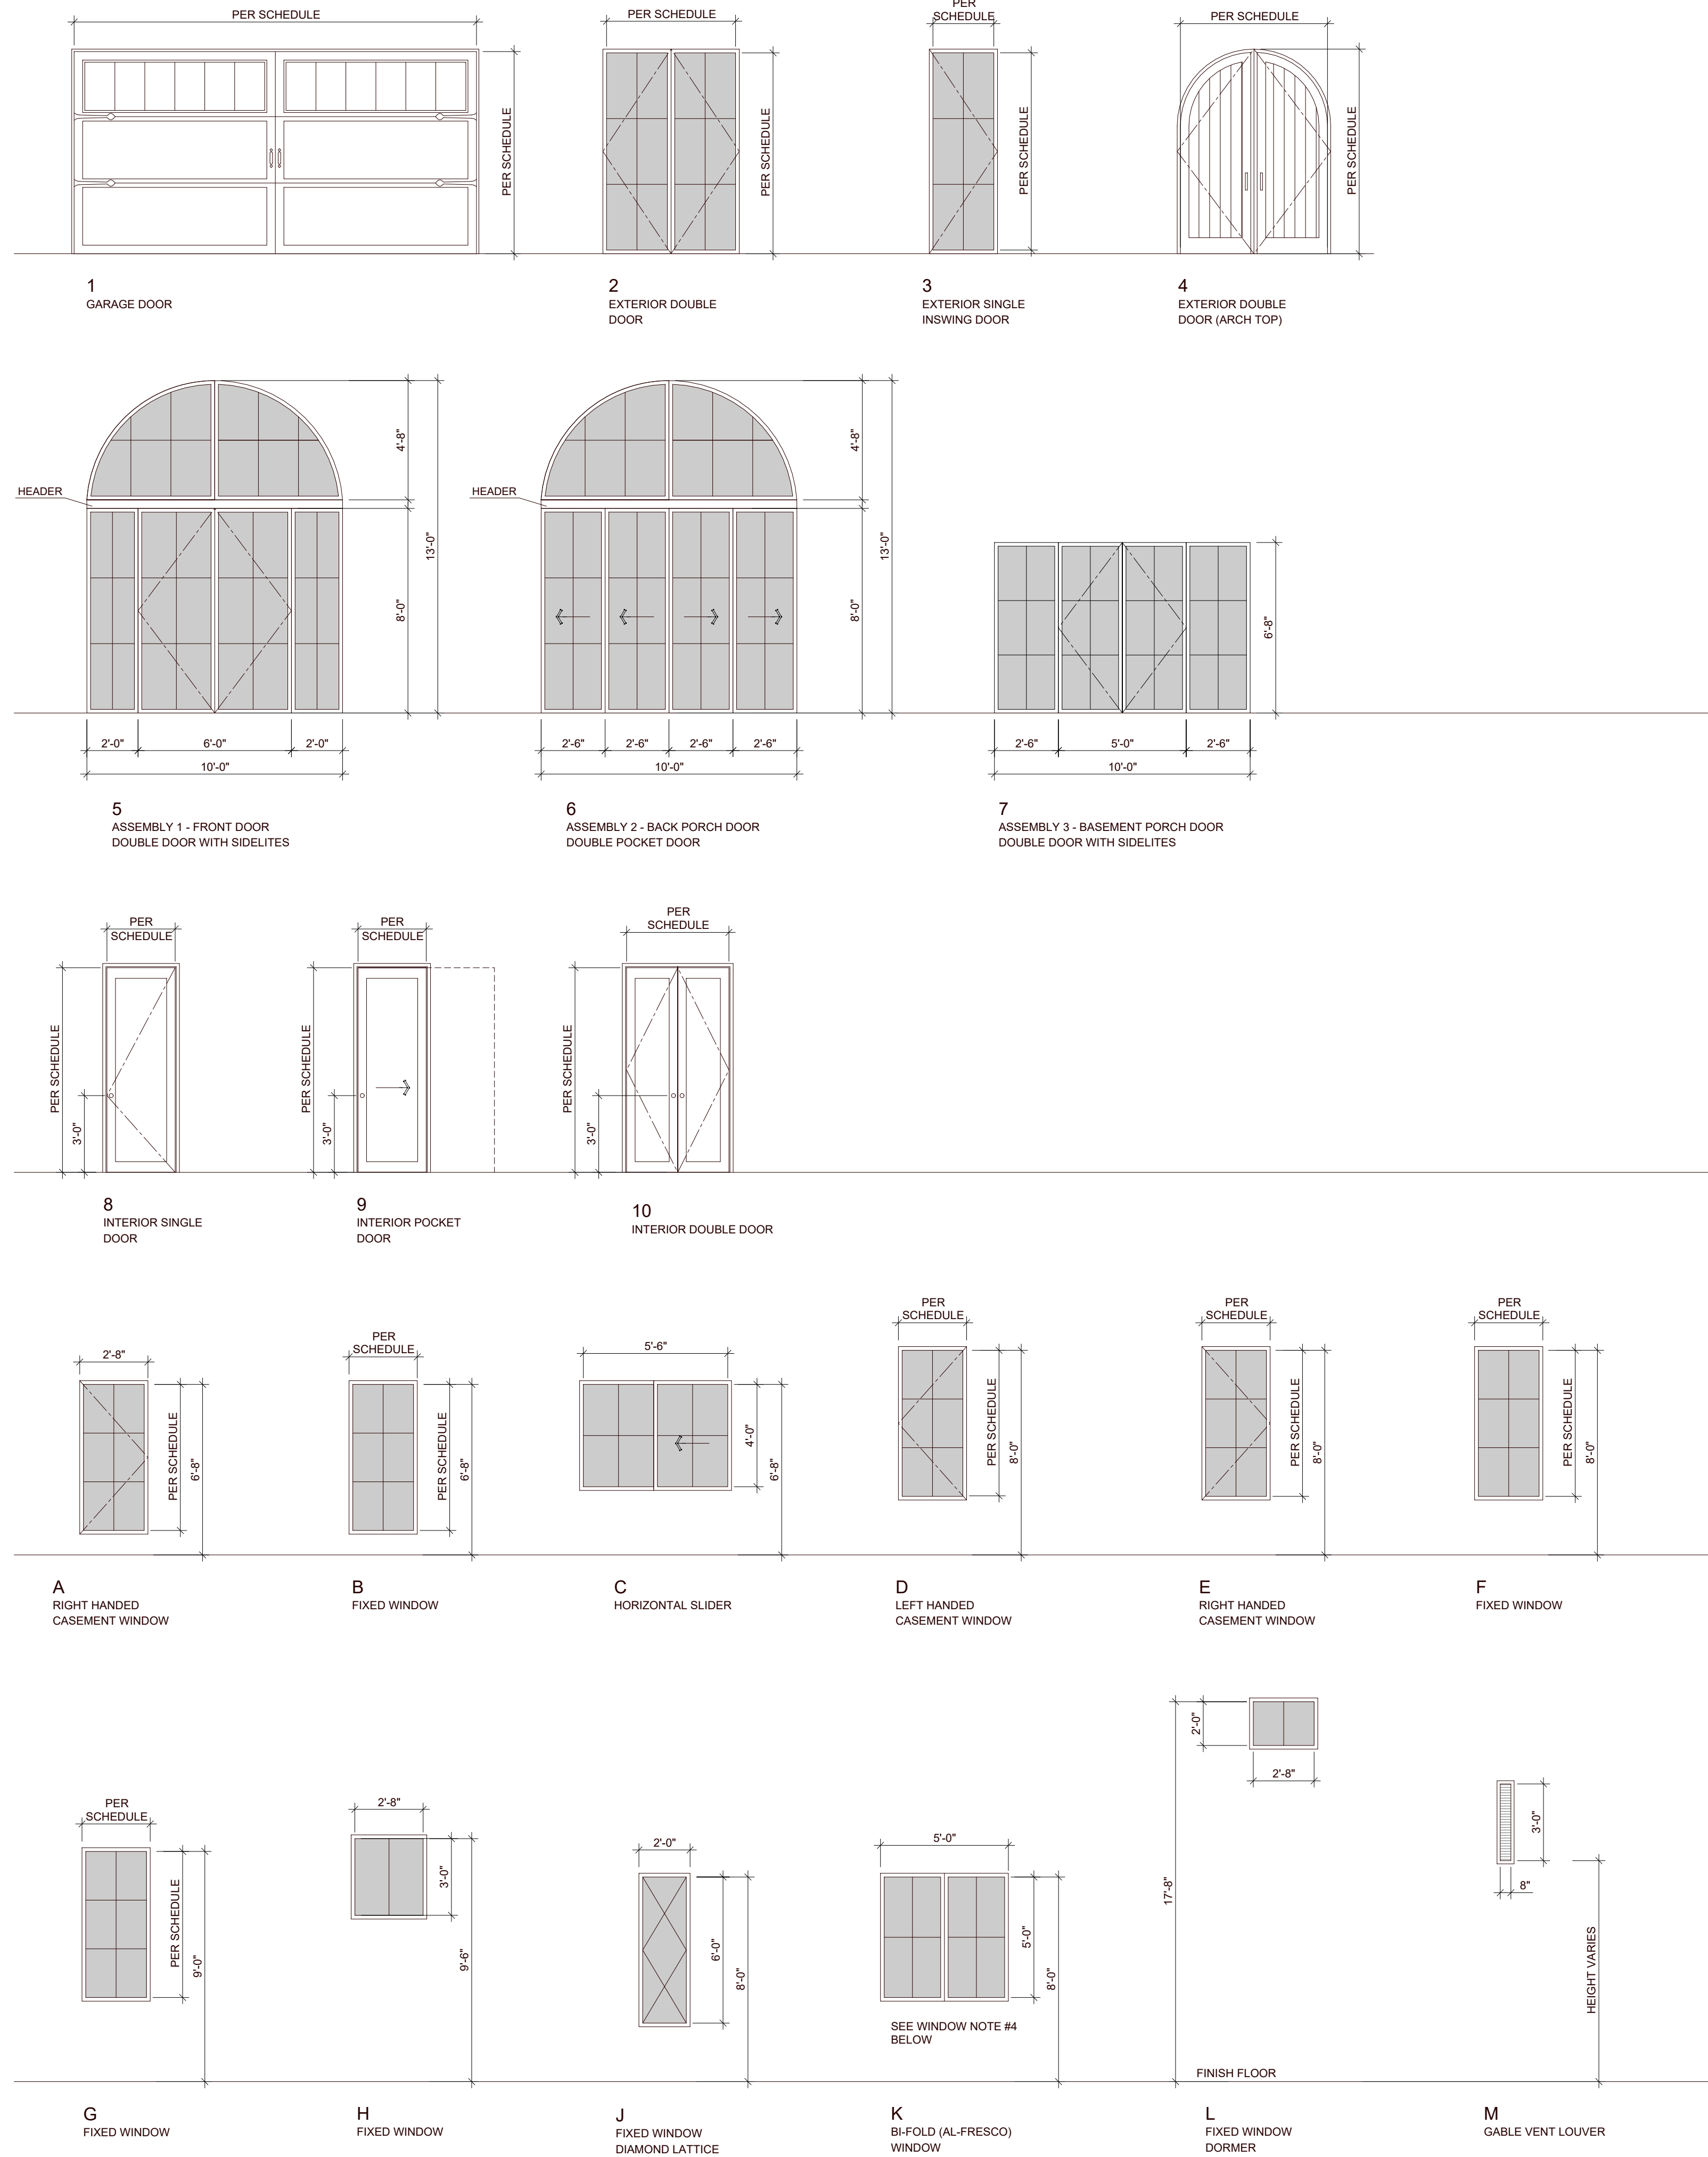 PER SCHEDULE
PER SCHEDULE
1
GARAGE DOOR
PER SCHEDULE
PER SCHEDULE
2
EXTERIOR DOUBLE
DOOR
PER
SCHEDULE
PER SCHEDULE
3
EXTERIOR SINGLE
INSWING DOOR
PER SCHEDULE
PER SCHEDULE
4
EXTERIOR DOUBLE
DOOR (ARCH TOP)
HEADER
4'-8"
13'-0"
8'-0"
2'-0"
6'-0"
2'-0"
10'-0"
5
ASSEMBLY 1 - FRONT DOOR
DOUBLE DOOR WITH SIDELITES
HEADER
4'-8"
13'-0"
8'-0"
2'-6"
2'-6"
2'-6"
2'-6"
10'-0"
6
ASSEMBLY 2 - BACK PORCH DOOR
DOUBLE POCKET DOOR
6'-8"
2'-6"
5'-0"
2'-6"
10'-0"
7
ASSEMBLY 3 - BASEMENT PORCH DOOR
DOUBLE DOOR WITH SIDELITES
PER
SCHEDULE
PER SCHEDULE
3'-0"
8
INTERIOR SINGLE
DOOR
PER
SCHEDULE
PER SCHEDULE
3'-0"
9
INTERIOR POCKET
DOOR
PER
SCHEDULE
PER SCHEDULE
3'-0"
10
INTERIOR DOUBLE DOOR
2'-8"
PER SCHEDULE
6'-8"
A
RIGHT HANDED
CASEMENT WINDOW
PER
SCHEDULE
PER SCHEDULE
6'-8"
B
FIXED WINDOW
5'-6"
4'-0"
6'-8"
C
HORIZONTAL SLIDER
PER
SCHEDULE
PER SCHEDULE
8'-0"
D
LEFT HANDED
CASEMENT WINDOW
PER
SCHEDULE
PER SCHEDULE
8'-0"
E
RIGHT HANDED
CASEMENT WINDOW
PER
SCHEDULE
PER SCHEDULE
8'-0"
F
FIXED WINDOW
PER
SCHEDULE
PER SCHEDULE
9'-0"
G
FIXED WINDOW
2'-8"
3'-0"
9'-6"
H
FIXED WINDOW
2'-0"
6'-0"
8'-0"
J
FIXED WINDOW
DIAMOND LATTICE
5'-0"
5'-0"
8'-0"
SEE WINDOW NOTE #4
BELOW
K
BI-FOLD (AL-FRESCO)
WINDOW
2'-0"
2'-8"
17'-8"
FINISH FLOOR
L
FIXED WINDOW
DORMER
3'-0"
8"
HEIGHT VARIES
M
GABLE VENT LOUVER